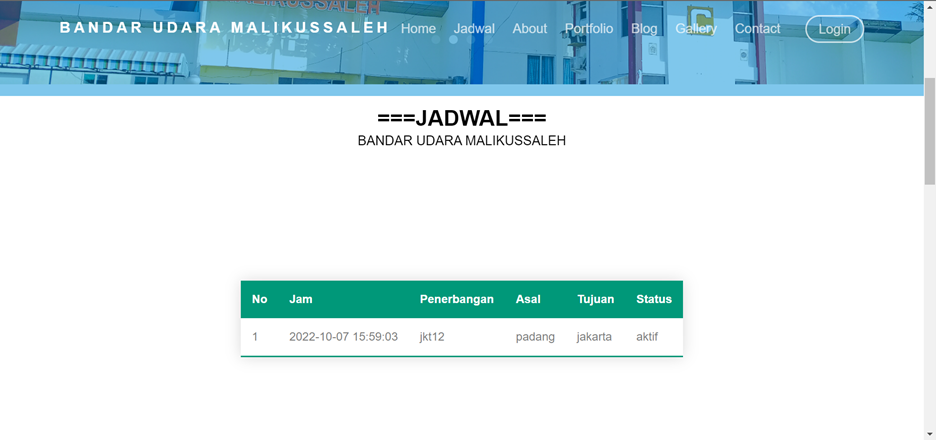 MALIKUSSALEH
BANDAR UDARA MALIKUSSALEH Home Jadwal About Portfolio Blog Gallery Contact Login
===JADWAL===
BANDAR UDARA MALIKUSSALEH
No Jam Penerbangan Asal Tujuan Status
1 2022-10-07 15:59:03 jkt12 padang jakarta aktif